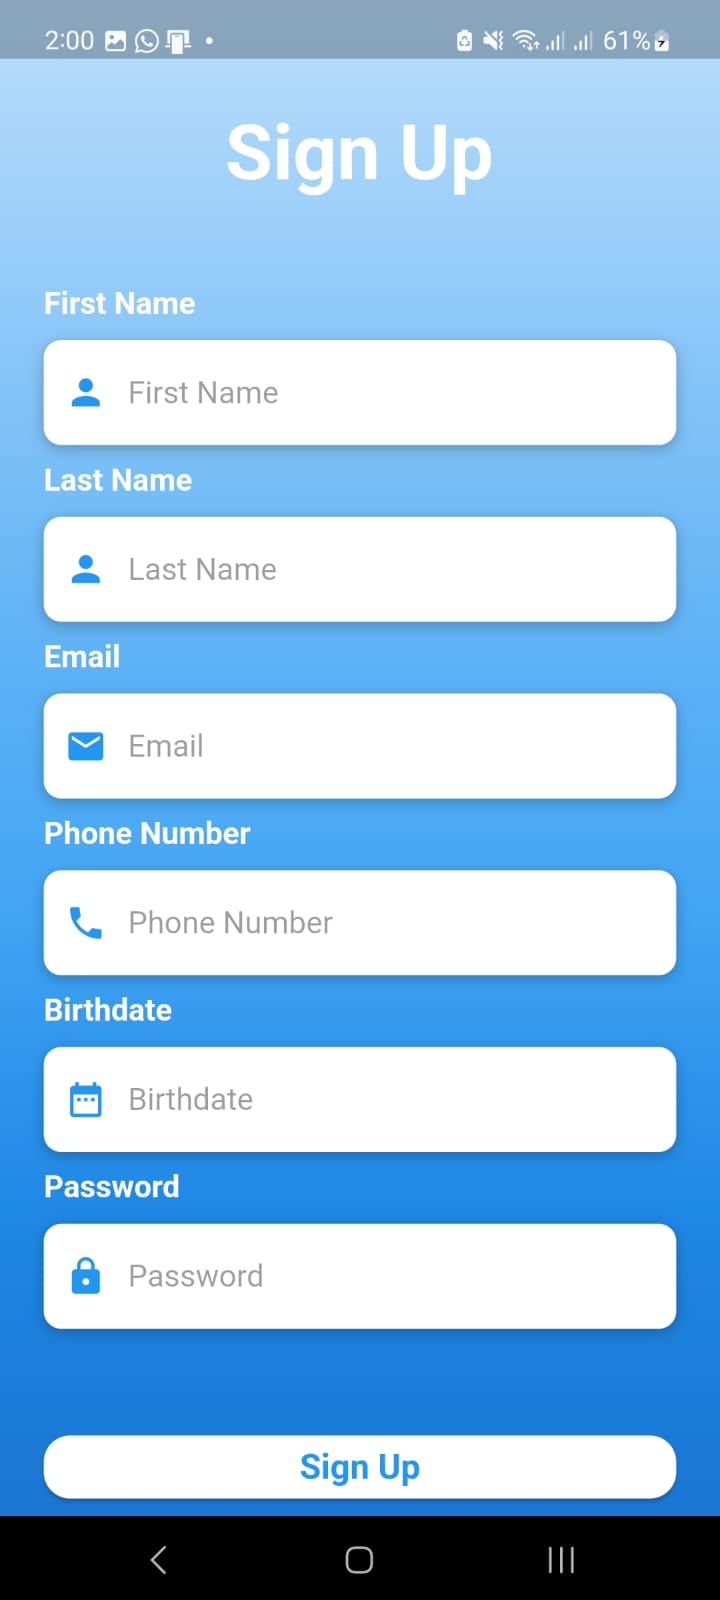 2:00
61%
Sign Up
First Name
First Name
Last Name
Last Name
Email
Email
Phone Number
Phone Number
Birthdate
Birthdate
Password
Password
Sign Up